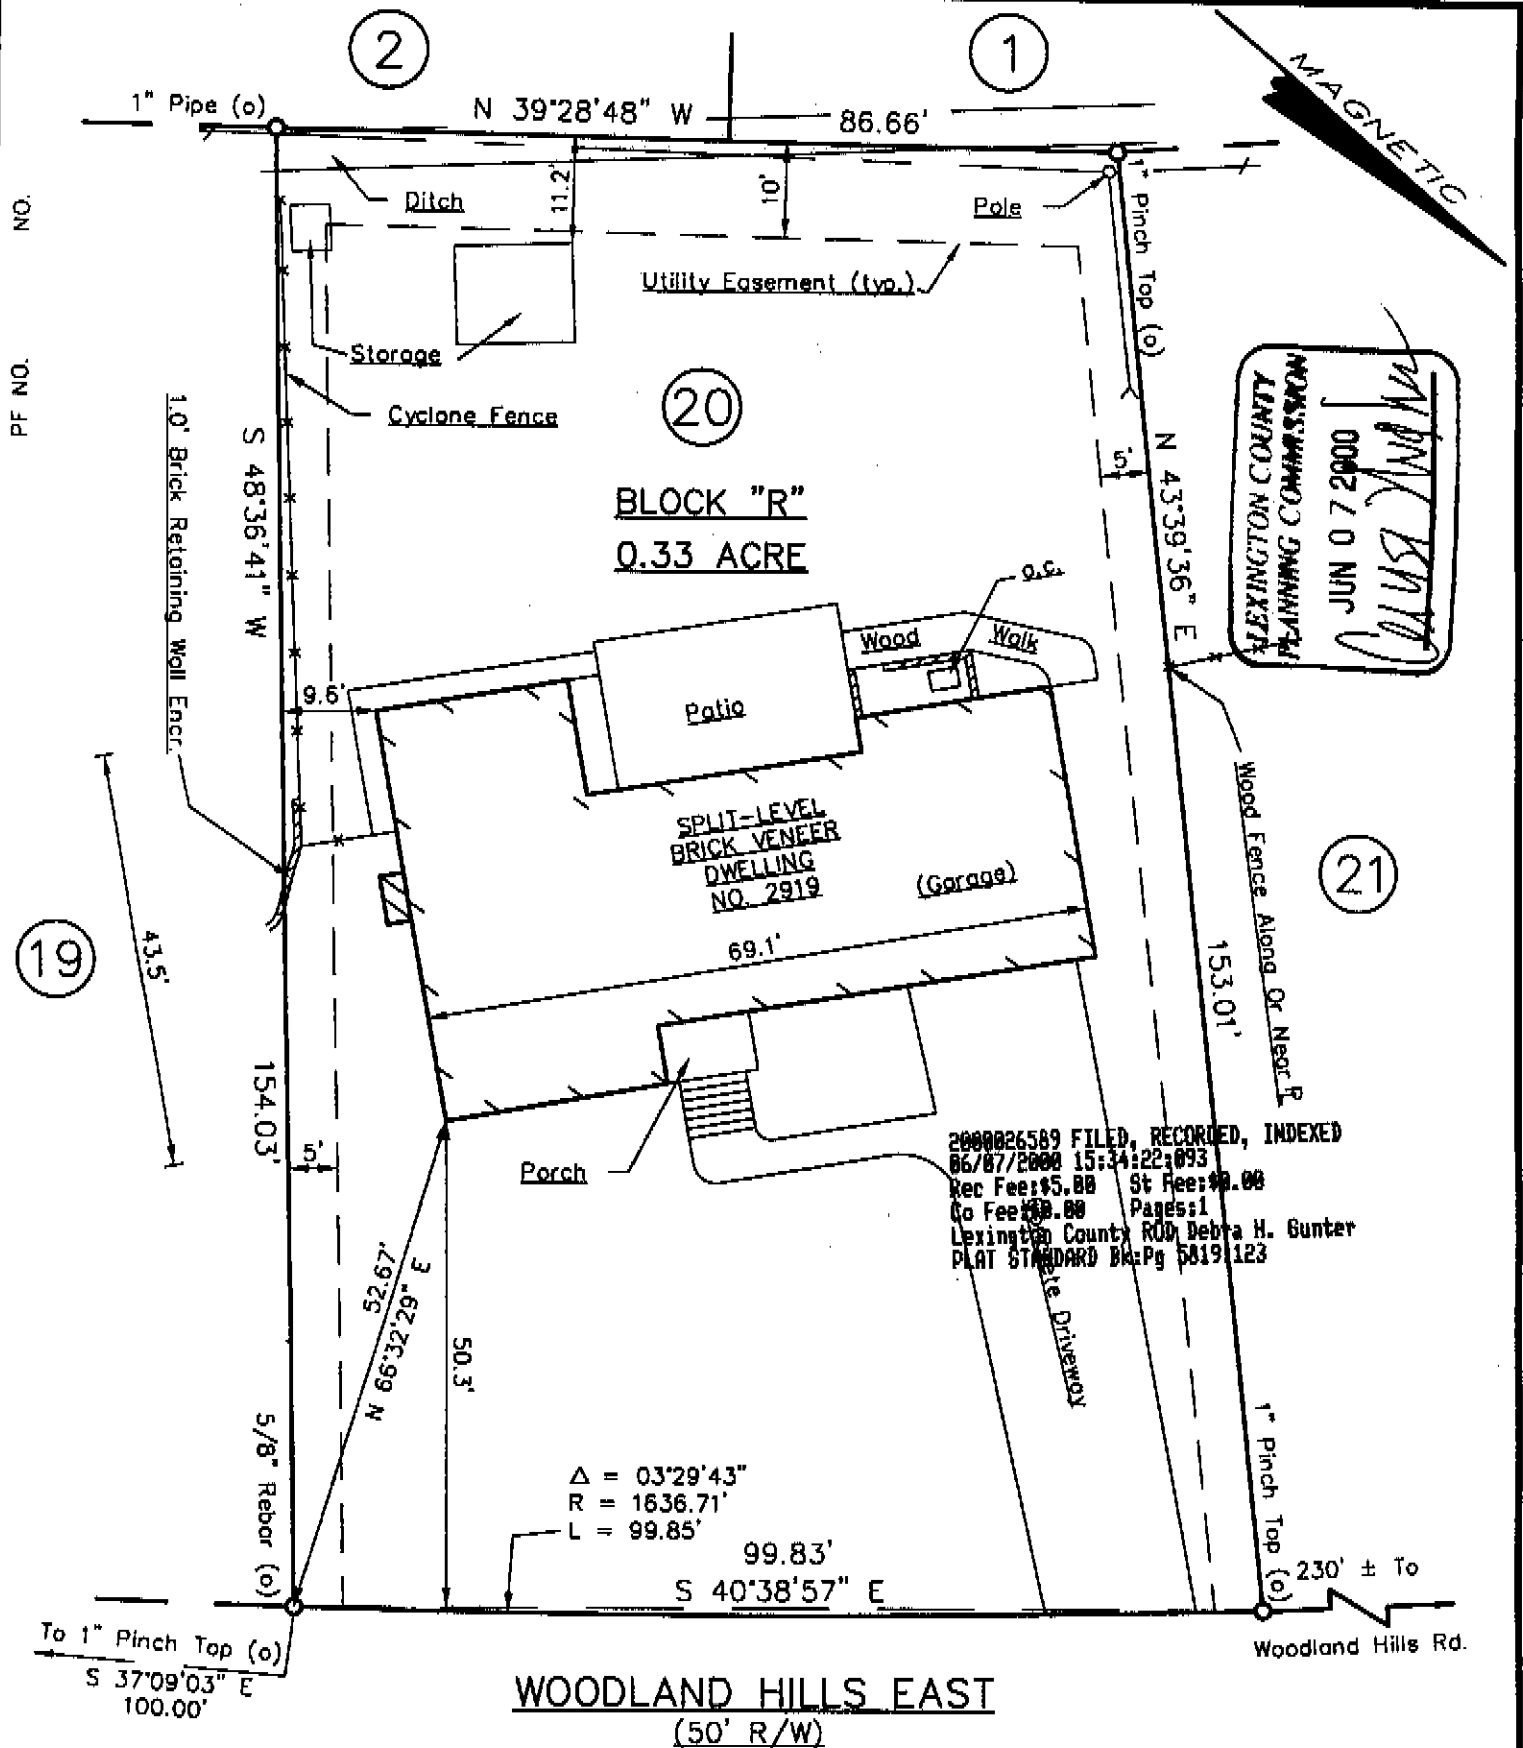 2
1
MAGNETIC
1" Pipe (o)
N 39°28'48" W
86.66'
NO.
PF NO.
Ditch
11.2'
10'
Pole
1" Pinch Top (o)
Utility Easement (typ.)
Storage
Cyclone Fence
1.0' Brick Retaining Wall Encr.
S 48°36'41" W
20
BLOCK "R"
0.33 ACRE
5'
N 43°39'36" E
LEXINGTON COUNTY
PLANNING COMMISSION
JUN 0 7 2000
a.c.
Wood Walk
Patio
9.6'
SPLIT-LEVEL
BRICK VENEER
DWELLING
NO. 2919
(Garage)
69.1'
Wood Fence Along Or Near PL
21
19
43.5'
153.01'
154.03'
5'
Porch
2000026589 FILED, RECORDED, INDEXED
06/07/2000 15:34:22:093
Rec Fee:$5.00 St Fee:$0.00
Co Fee:$0.00 Pages:1
Lexington County ROD Debra H. Gunter
PLAT STANDARD Bk:Pg 5819:123
Driveway
52.67'
N 66°32'29" E
50.3'
5/8" Rebar (o)
1" Pinch Top (o)
Δ = 03°29'43"
R = 1636.71'
L = 99.85'
99.83'
S 40°38'57" E
230' ± To
Woodland Hills Rd.
To 1" Pinch Top (o)
S 37°09'03" E
100.00'
WOODLAND HILLS EAST
(50' R/W)